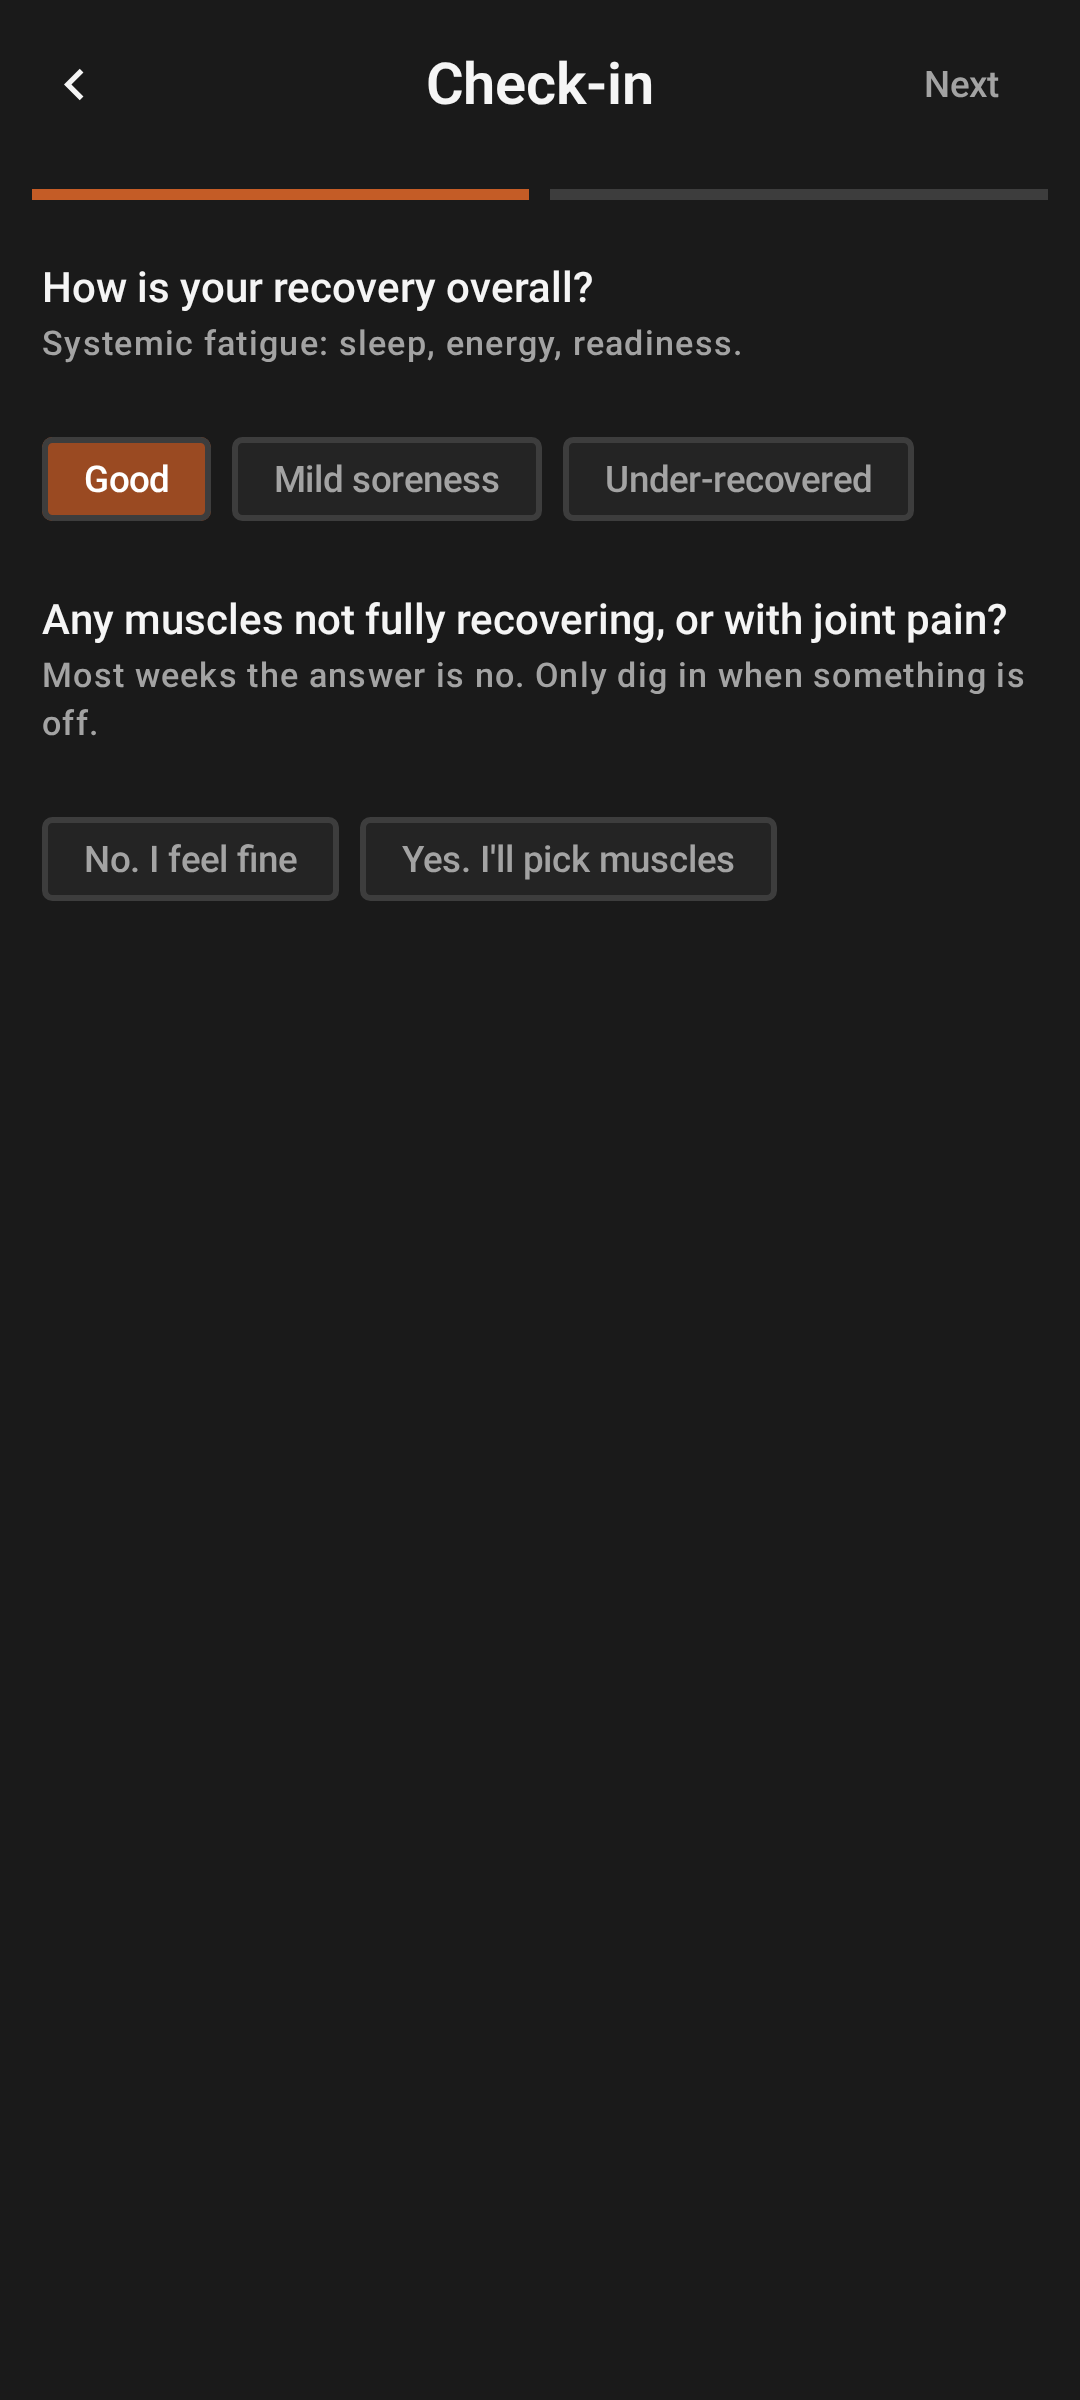 Check-in
Next
How is your recovery overall?
Systemic fatigue: sleep, energy, readiness.
Good
Mild soreness
Under-recovered
Any muscles not fully recovering, or with joint pain?
Most weeks the answer is no. Only dig in when something is
off.
No. I feel fine
Yes. I'll pick muscles